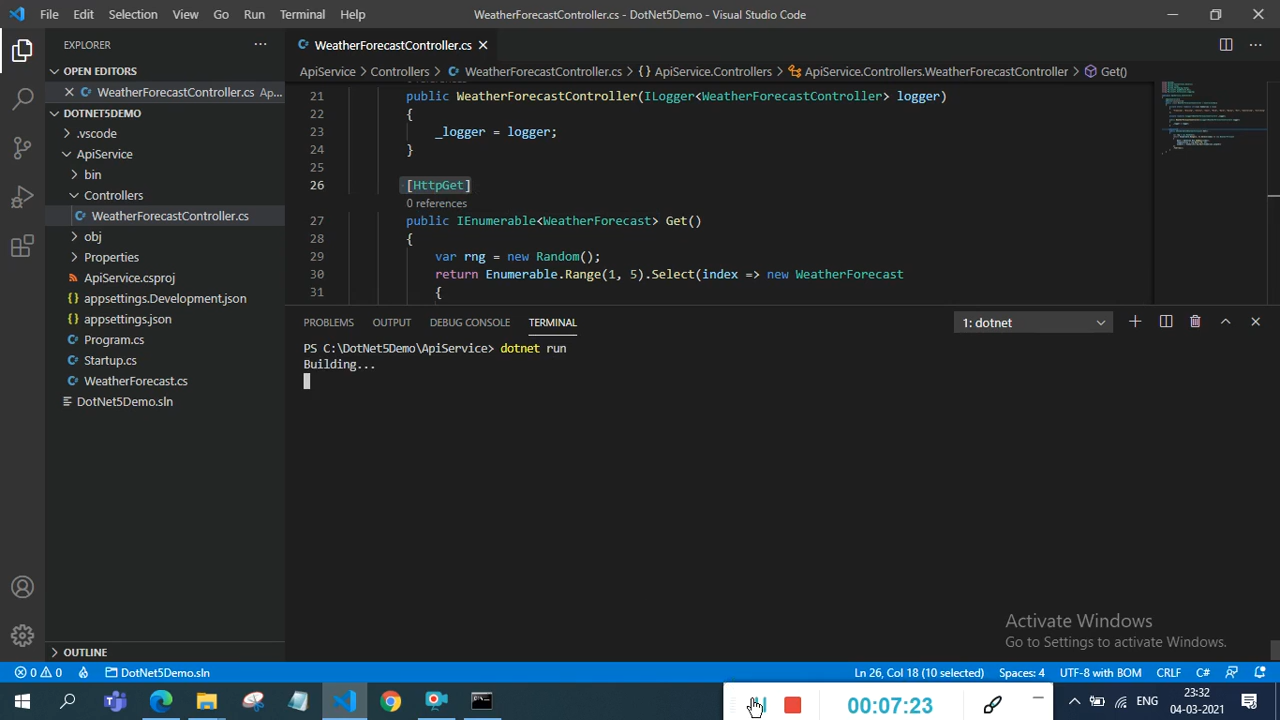 File Edit Selection View Go Run Terminal Help WeatherForecastController.cs - DotNet5Demo - Visual Studio Code
EXPLORER
OPEN EDITORS
WeatherForecastController.cs Ap...
DOTNET5DEMO
.vscode
ApiService
bin
Controllers
WeatherForecastController.cs
obj
Properties
ApiService.csproj
appsettings.Development.json
appsettings.json
Program.cs
Startup.cs
WeatherForecast.cs
DotNet5Demo.sln
OUTLINE
WeatherForecastController.cs
ApiService > Controllers > WeatherForecastController.cs > {} ApiService.Controllers > ApiService.Controllers.WeatherForecastController > Get()
21 public WeatherForecastController(ILogger<WeatherForecastController> logger)
22 {
23 _logger = logger;
24 }
25
26 [HttpGet]
0 references
27 public IEnumerable<WeatherForecast> Get()
28 {
29 var rng = new Random();
30 return Enumerable.Range(1, 5).Select(index => new WeatherForecast
31 {
PROBLEMS OUTPUT DEBUG CONSOLE TERMINAL 1: dotnet
PS C:\DotNet5Demo\ApiService> dotnet run
Building...
Activate Windows
Go to Settings to activate Windows.
0 0 DotNet5Demo.sln Ln 26, Col 18 (10 selected) Spaces: 4 UTF-8 with BOM CRLF C#
00:07:23 ENG 23:32
04-03-2021